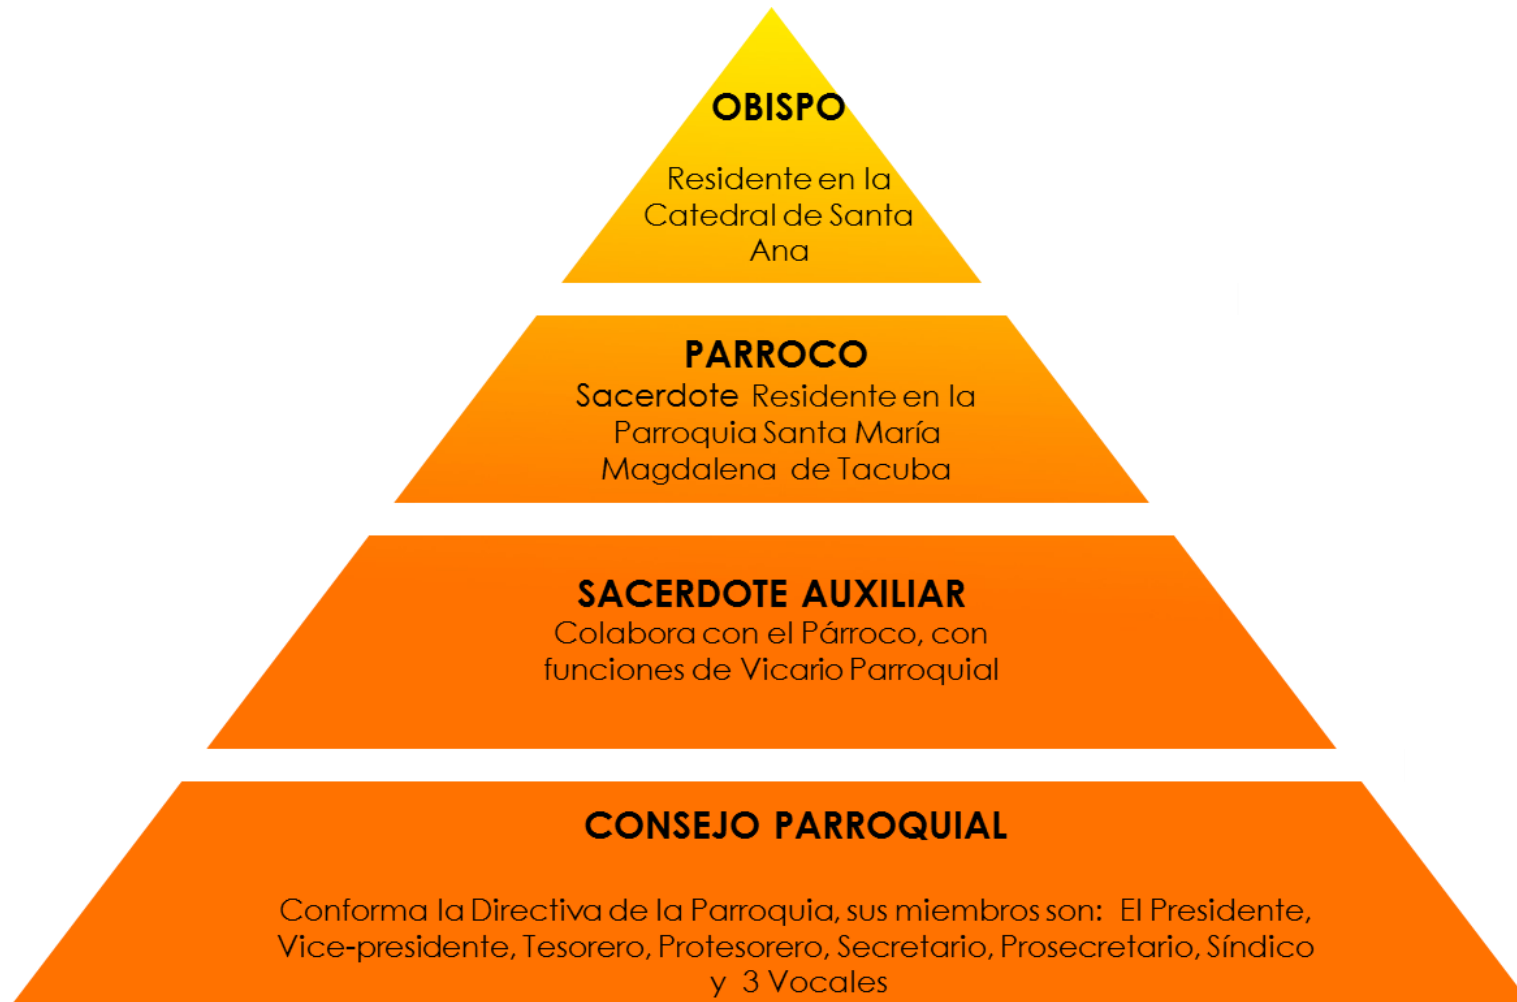 OBISPO
Residente en la
Catedral de Santa
Ana
PARROCO
Sacerdote Residente en la
Parroquia Santa María
Magdalena de Tacuba
SACERDOTE AUXILIAR
Colabora con el Párroco, con
funciones de Vicario Parroquial
CONSEJO PARROQUIAL
Conforma la Directiva de la Parroquia, sus miembros son: El Presidente,
Vice-presidente, Tesorero, Protesorero, Secretario, Prosecretario, Síndico
y 3 Vocales